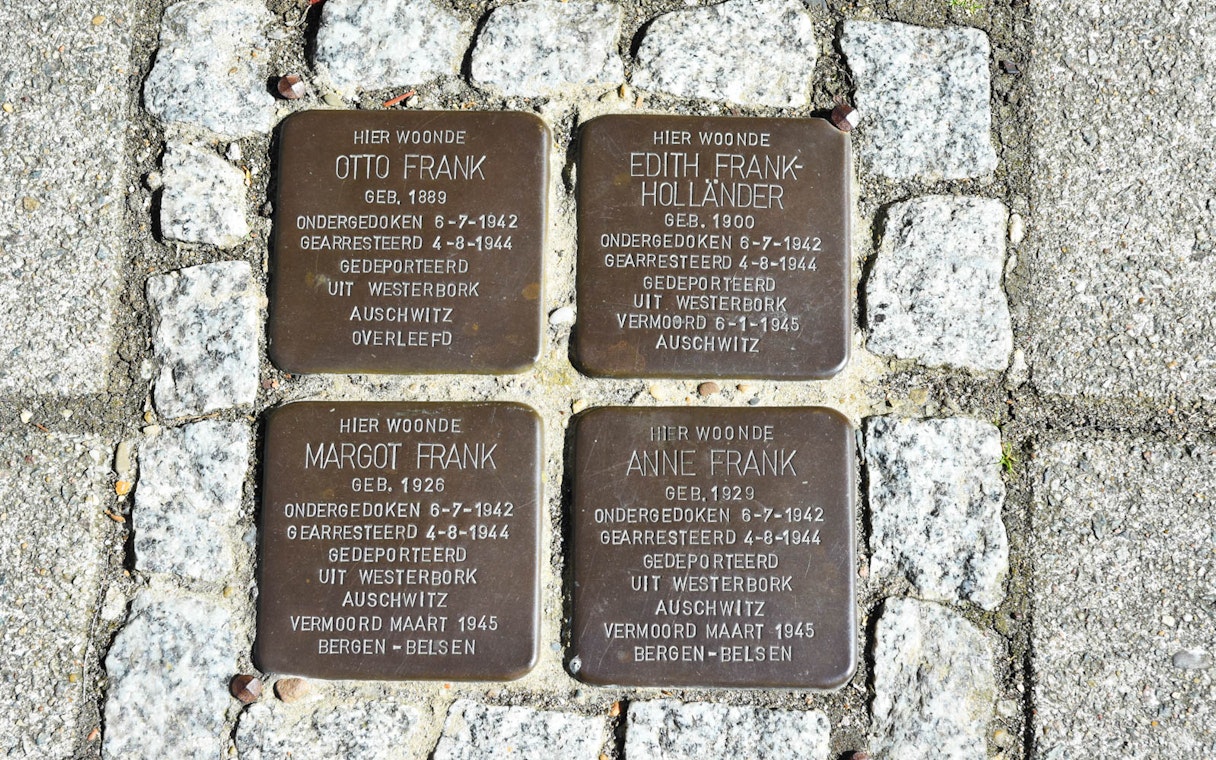 HIER WOONDE
OTTO FRANK
GEB. 1889
ONDERGEDOKEN 6-7-1942
GEARRESTEERD 4-8-1944
GEDEPORTEERD
UIT WESTERBORK
AUSCHWITZ
OVERLEEFD
HIER WOONDE
EDITH FRANK-
HOLLÄNDER
GEB. 1900
ONDERGEDOKEN 6-7-1942
GEARRESTEERD 4-8-1944
GEDEPORTEERD
UIT WESTERBORK
VERMOORD 6-1-1945
AUSCHWITZ
HIER WOONDE
MARGOT FRANK
GEB. 1926
ONDERGEDOKEN 6-7-1942
GEARRESTEERD 4-8-1944
GEDEPORTEERD
UIT WESTERBORK
AUSCHWITZ
VERMOORD MAART 1945
BERGEN-BELSEN
HIER WOONDE
ANNE FRANK
GEB. 1929
ONDERGEDOKEN 6-7-1942
GEARRESTEERD 4-8-1944
GEDEPORTEERD
UIT WESTERBORK
AUSCHWITZ
VERMOORD MAART 1945
BERGEN-BELSEN